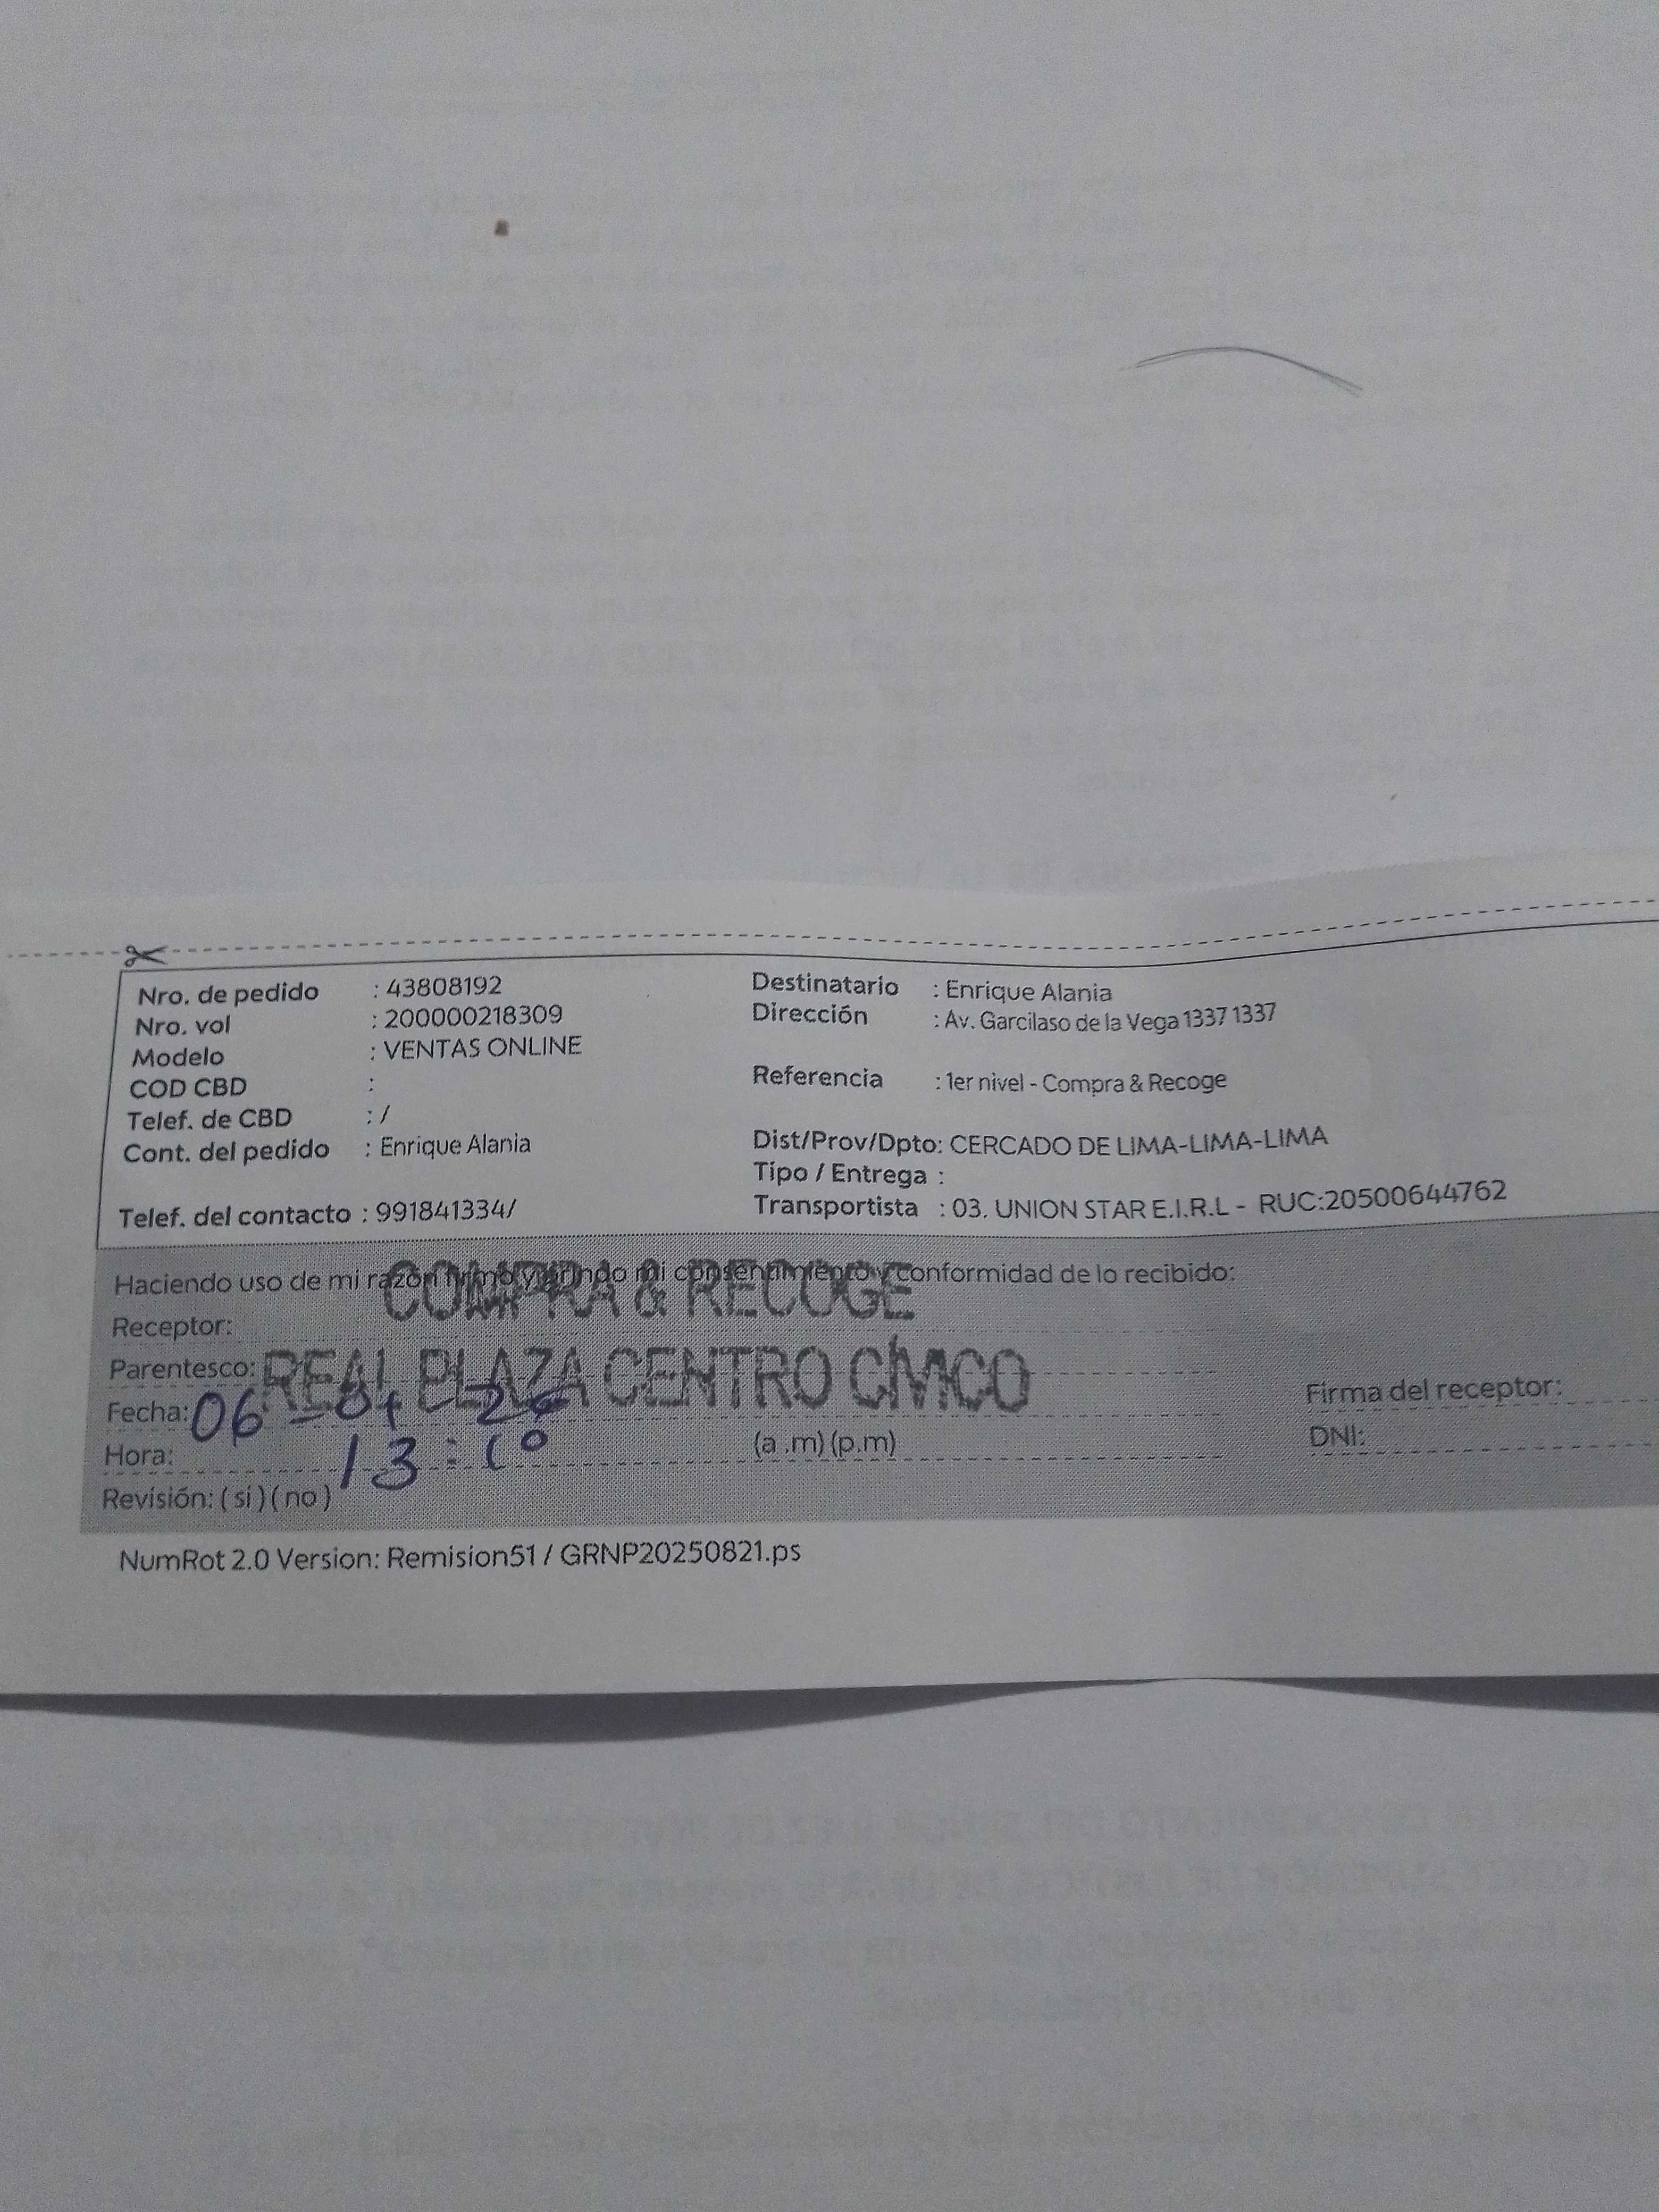 Nro. de pedido : 43808192
Nro. vol : 200000218309
Modelo : VENTAS ONLINE
COD CBD :
Telef. de CBD : /
Cont. del pedido : Enrique Alania
Telef. del contacto : 991841334/
Destinatario : Enrique Alania
Dirección : Av. Garcilaso de la Vega 1337 1337
Referencia : 1er nivel - Compra & Recoge
Dist/Prov/Dpto: CERCADO DE LIMA-LIMA-LIMA
Tipo / Entrega :
Transportista : 03. UNION STAR E.I.R.L - RUC:20500644762
Haciendo uso de mi razón firmo y brindo mi consentimiento y conformidad de lo recibido:
COMPRA & RECOGE
Receptor:
Parentesco:
REAL PLAZA CENTRO CÍVICO
Fecha: 06-01-26
Hora: 13:10 (a .m) (p.m)
Revisión: ( si ) ( no )
Firma del receptor:
DNI:
NumRot 2.0 Version: Remision51 / GRNP20250821.ps